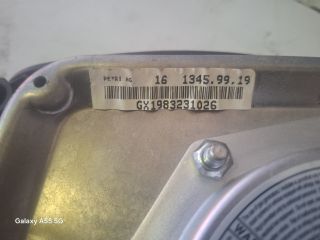 PETRI AG 16 1345.99.19
GX1983231026
Galaxy A55 5G